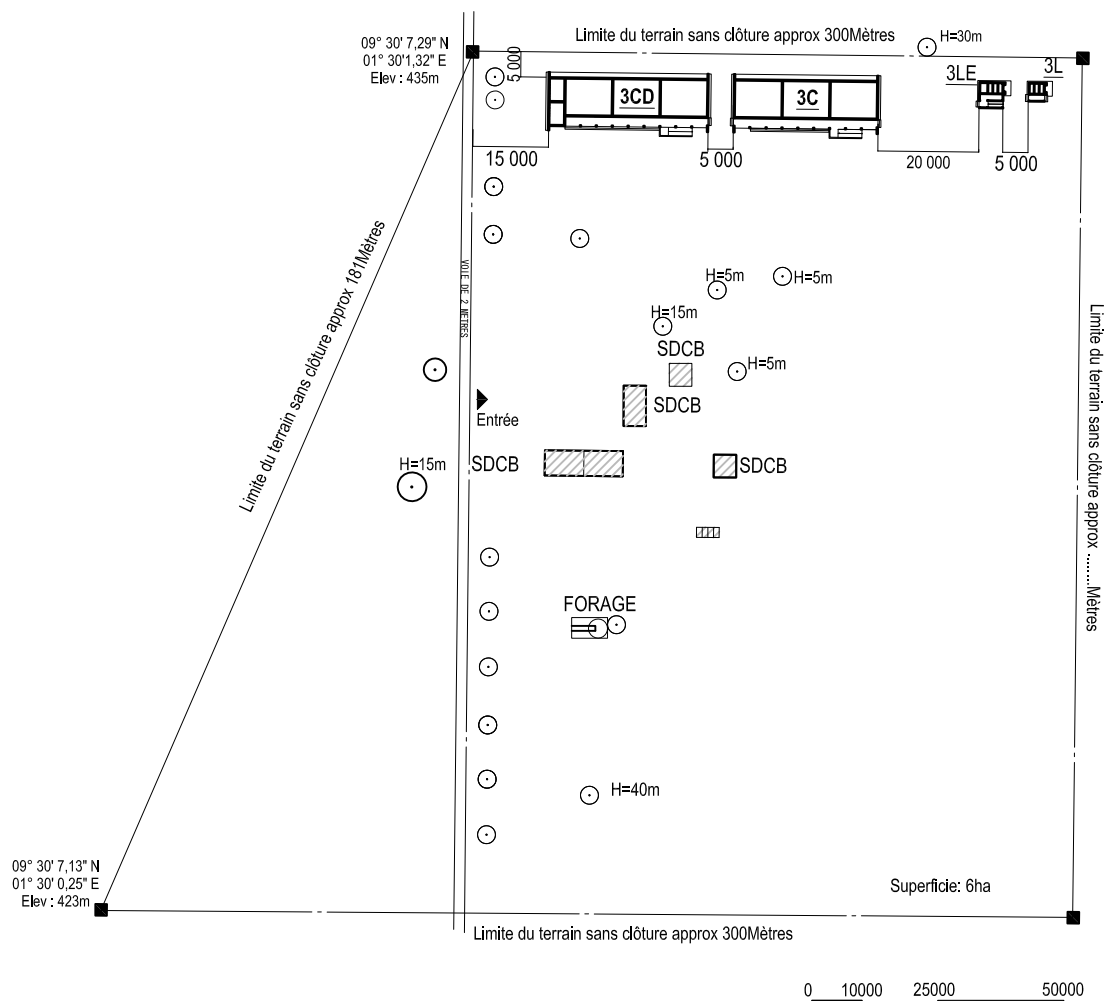 Limite du terrain sans clôture approx 300Mètres
H=30m
09° 30' 7,29" N
01° 30'1,32" E
Elev : 435m
5 000
3CD
3C
3LE
3L
15 000
5 000
20 000
5 000
Limite du terrain sans clôture approx 181Mètres
VOIE DE 2 METRES
H=5m
H=5m
H=15m
SDCB
H=5m
Limite du terrain sans clôture approx .........Mètres
SDCB
Entrée
H=15m
SDCB
SDCB
FORAGE
H=40m
09° 30' 7,13" N
01° 30' 0,25" E
Elev : 423m
Superficie: 6ha
Limite du terrain sans clôture approx 300Mètres
0 10000 25000 50000